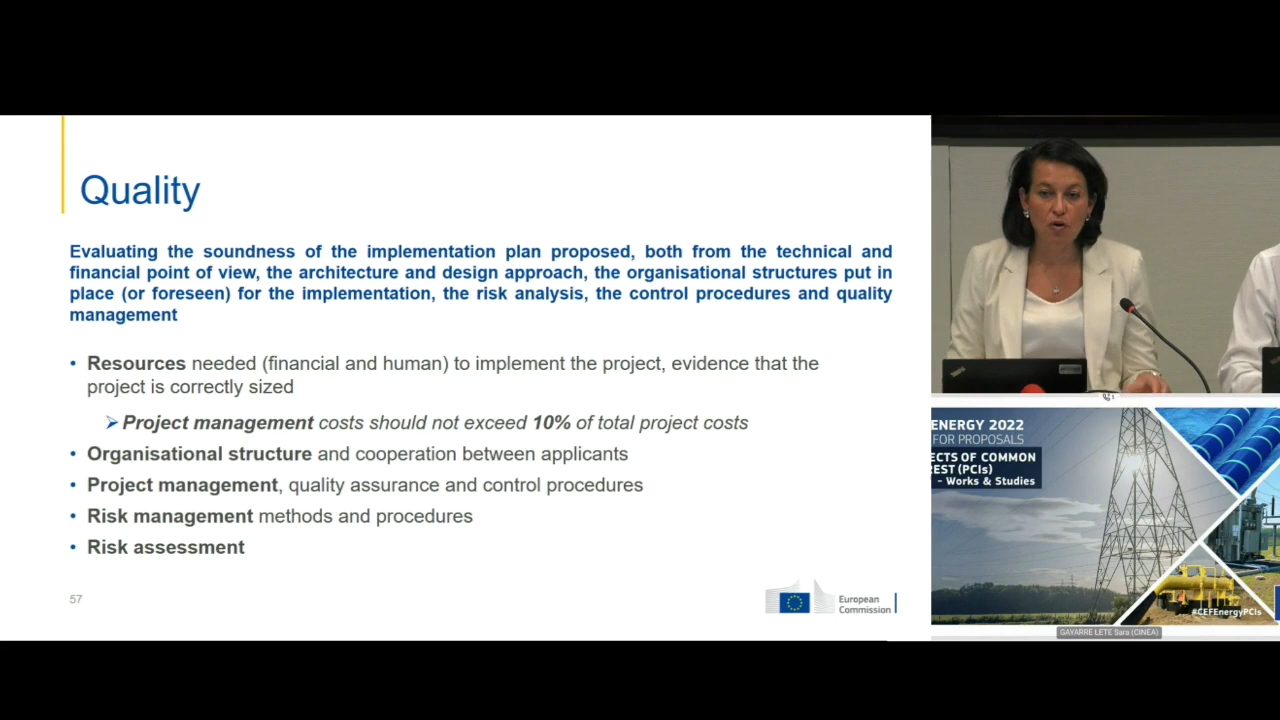 Quality
Evaluating the soundness of the implementation plan proposed, both from the technical and
financial point of view, the architecture and design approach, the organisational structures put in
place (or foreseen) for the implementation, the risk analysis, the control procedures and quality
management
• Resources needed (financial and human) to implement the project, evidence that the
project is correctly sized
➢ Project management costs should not exceed 10% of total project costs
• Organisational structure and cooperation between applicants
• Project management, quality assurance and control procedures
• Risk management methods and procedures
• Risk assessment
57
European
Commission
ENERGY 2022
FOR PROPOSALS
ECTS OF COMMON
REST (PCIs)
- Works & Studies
#CEFEnergyPCIs
GAYARRE LETE Sara (CINEA)